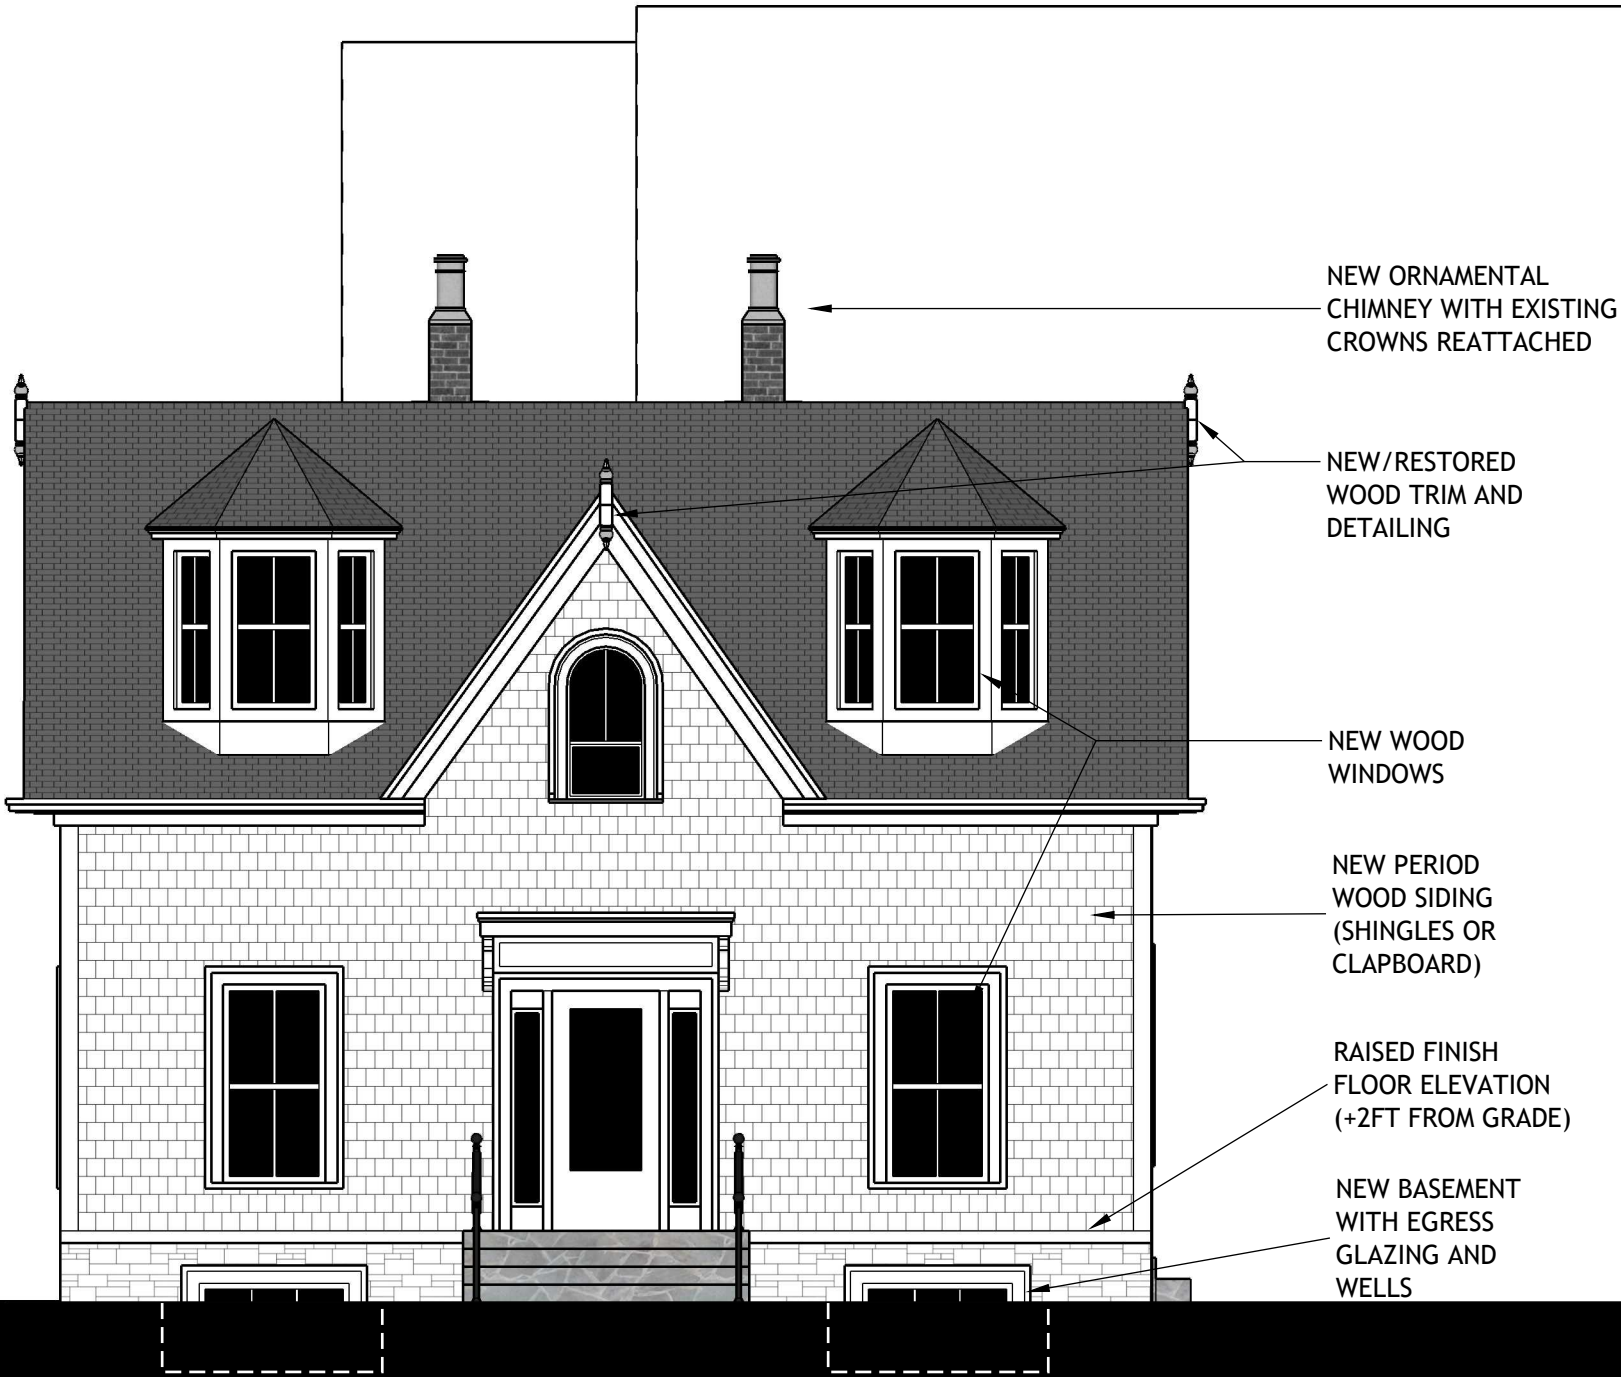 NEW ORNAMENTAL
CHIMNEY WITH EXISTING
CROWNS REATTACHED
NEW/RESTORED
WOOD TRIM AND
DETAILING
NEW WOOD
WINDOWS
NEW PERIOD
WOOD SIDING
(SHINGLES OR
CLAPBOARD)
RAISED FINISH
FLOOR ELEVATION
(+2FT FROM GRADE)
NEW BASEMENT
WITH EGRESS
GLAZING AND
WELLS